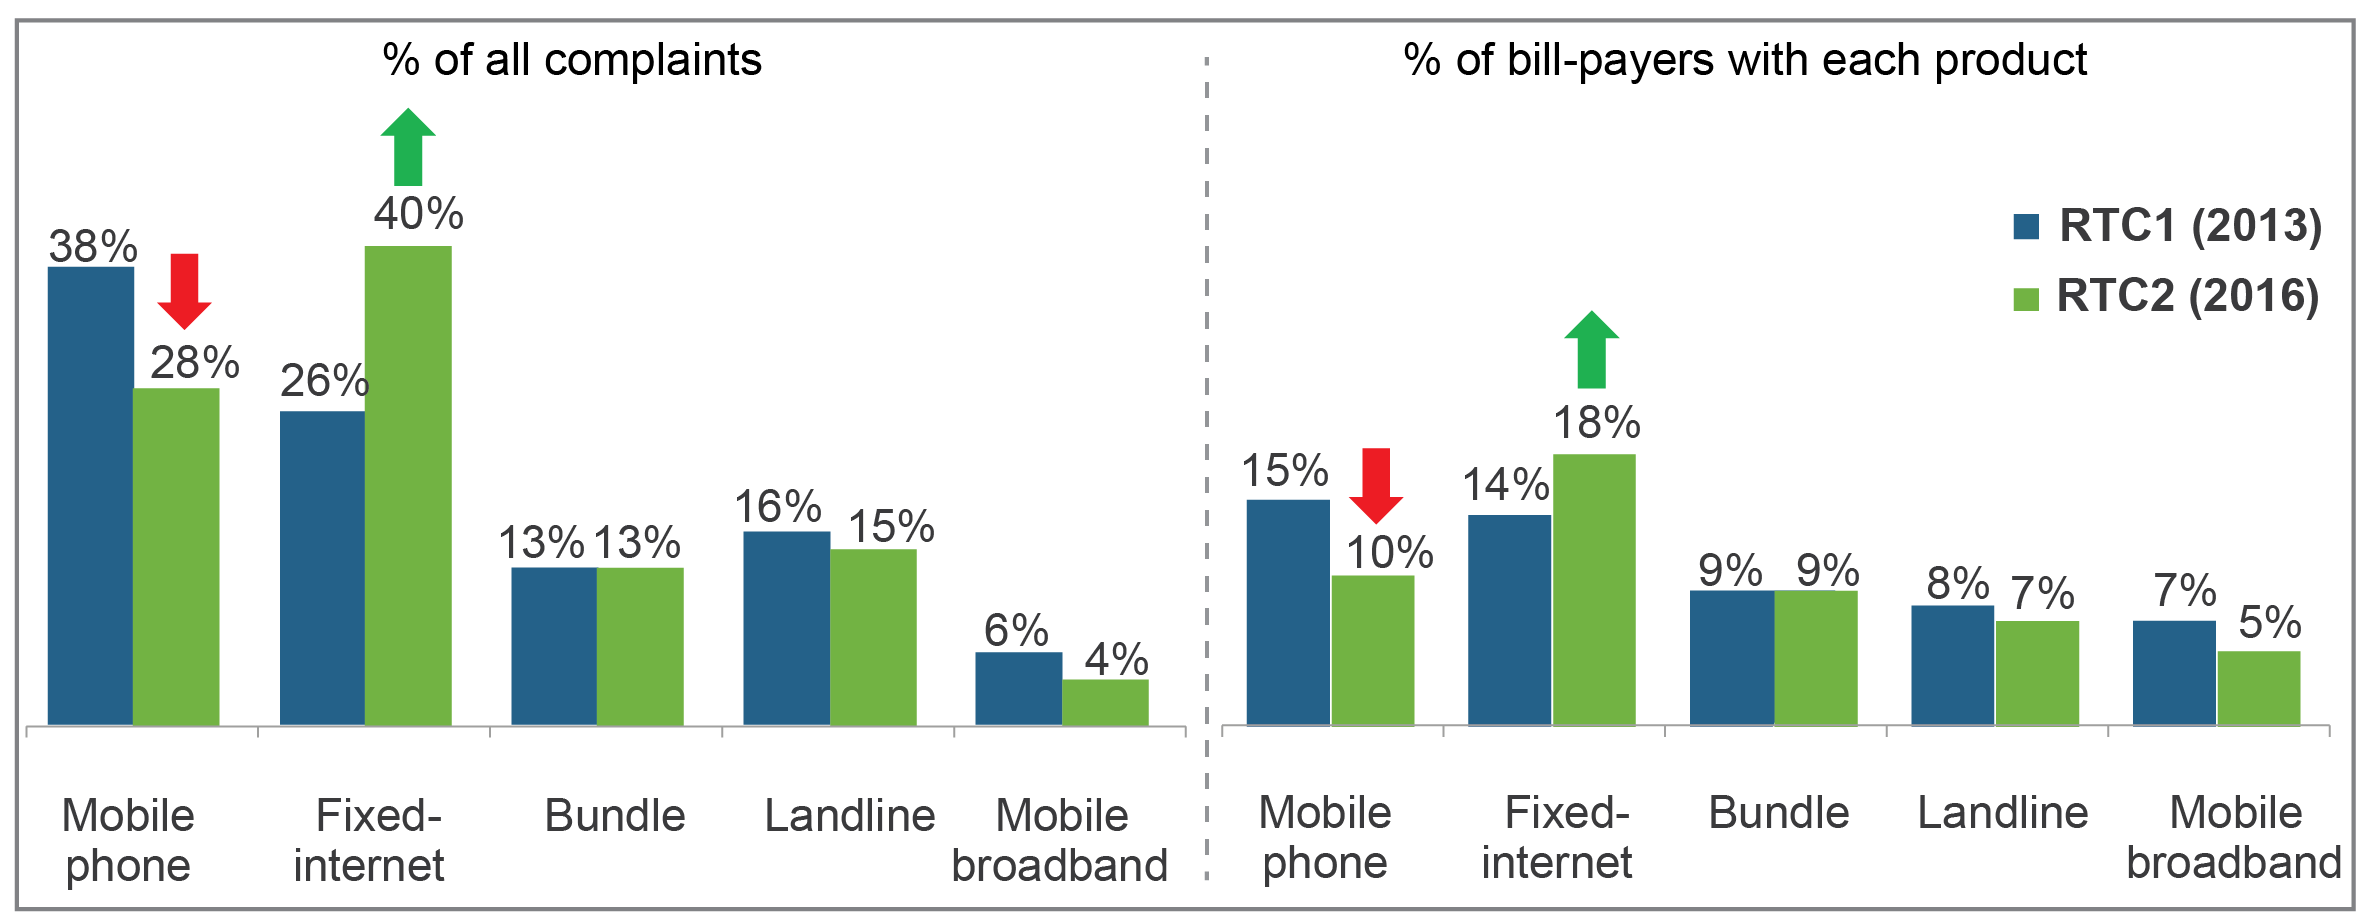 % of all complaints
38%
28%
26%
40%
13%
13%
16%
15%
6%
4%
Mobile
phone
Fixed-
internet
Bundle
Landline
Mobile
broadband
% of bill-payers with each product
RTC1 (2013)
RTC2 (2016)
15%
10%
14%
18%
9%
9%
8%
7%
7%
5%
Mobile
phone
Fixed-
internet
Bundle
Landline
Mobile
broadband